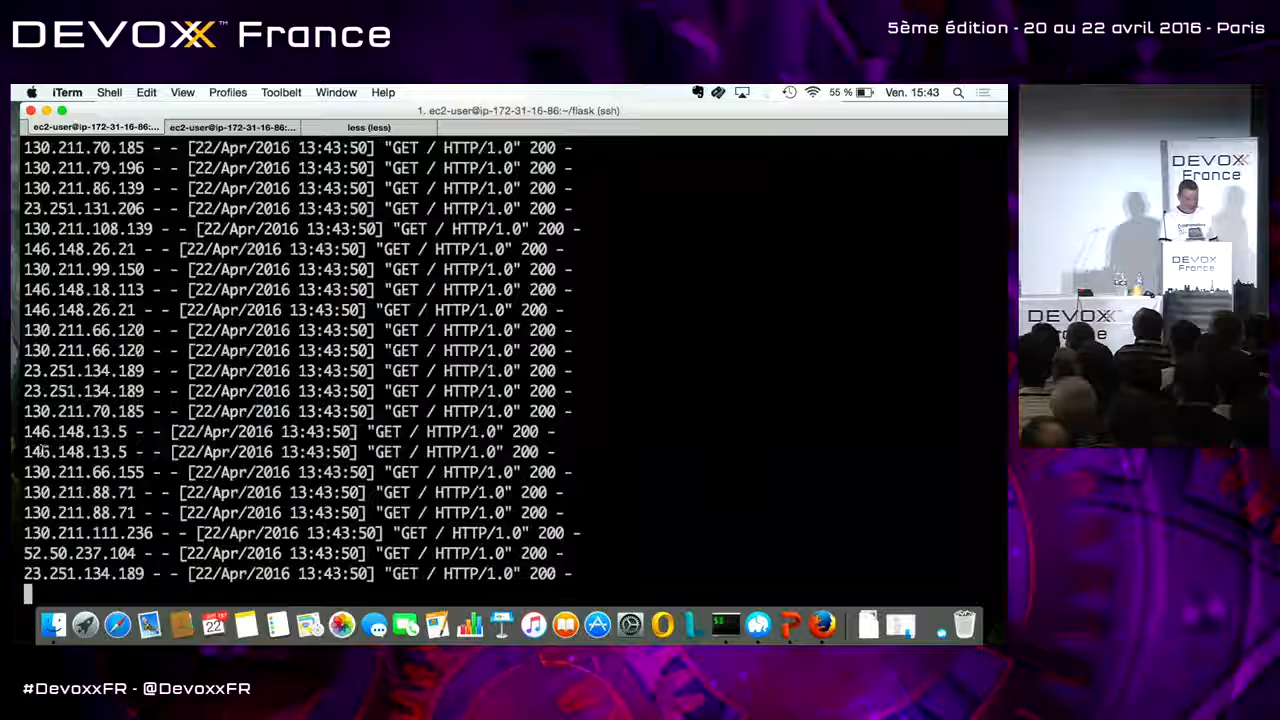 DEVOXX™ France
5ème édition - 20 au 22 avril 2016 - Paris
iTerm Shell Edit View Profiles Toolbelt Window Help
55 % Ven. 15:43
1. ec2-user@ip-172-31-16-86:~/flask (ssh)
ec2-user@ip-172-31-16-86:... ec2-user@ip-172-31-16-86:... less (less)
130.211.70.185 - - [22/Apr/2016 13:43:50] "GET / HTTP/1.0" 200 -
130.211.79.196 - - [22/Apr/2016 13:43:50] "GET / HTTP/1.0" 200 -
130.211.86.139 - - [22/Apr/2016 13:43:50] "GET / HTTP/1.0" 200 -
23.251.131.206 - - [22/Apr/2016 13:43:50] "GET / HTTP/1.0" 200 -
130.211.108.139 - - [22/Apr/2016 13:43:50] "GET / HTTP/1.0" 200 -
146.148.26.21 - - [22/Apr/2016 13:43:50] "GET / HTTP/1.0" 200 -
130.211.99.150 - - [22/Apr/2016 13:43:50] "GET / HTTP/1.0" 200 -
146.148.18.113 - - [22/Apr/2016 13:43:50] "GET / HTTP/1.0" 200 -
146.148.26.21 - - [22/Apr/2016 13:43:50] "GET / HTTP/1.0" 200 -
130.211.66.120 - - [22/Apr/2016 13:43:50] "GET / HTTP/1.0" 200 -
130.211.66.120 - - [22/Apr/2016 13:43:50] "GET / HTTP/1.0" 200 -
23.251.134.189 - - [22/Apr/2016 13:43:50] "GET / HTTP/1.0" 200 -
23.251.134.189 - - [22/Apr/2016 13:43:50] "GET / HTTP/1.0" 200 -
130.211.70.185 - - [22/Apr/2016 13:43:50] "GET / HTTP/1.0" 200 -
146.148.13.5 - - [22/Apr/2016 13:43:50] "GET / HTTP/1.0" 200 -
146.148.13.5 - - [22/Apr/2016 13:43:50] "GET / HTTP/1.0" 200 -
130.211.66.155 - - [22/Apr/2016 13:43:50] "GET / HTTP/1.0" 200 -
130.211.88.71 - - [22/Apr/2016 13:43:50] "GET / HTTP/1.0" 200 -
130.211.88.71 - - [22/Apr/2016 13:43:50] "GET / HTTP/1.0" 200 -
130.211.111.236 - - [22/Apr/2016 13:43:50] "GET / HTTP/1.0" 200 -
52.50.237.104 - - [22/Apr/2016 13:43:50] "GET / HTTP/1.0" 200 -
23.251.134.189 - - [22/Apr/2016 13:43:50] "GET / HTTP/1.0" 200 -
22
DEVOXX
France
DEVOXX
France
DEVOXX
#DevoxxFR - @DevoxxFR